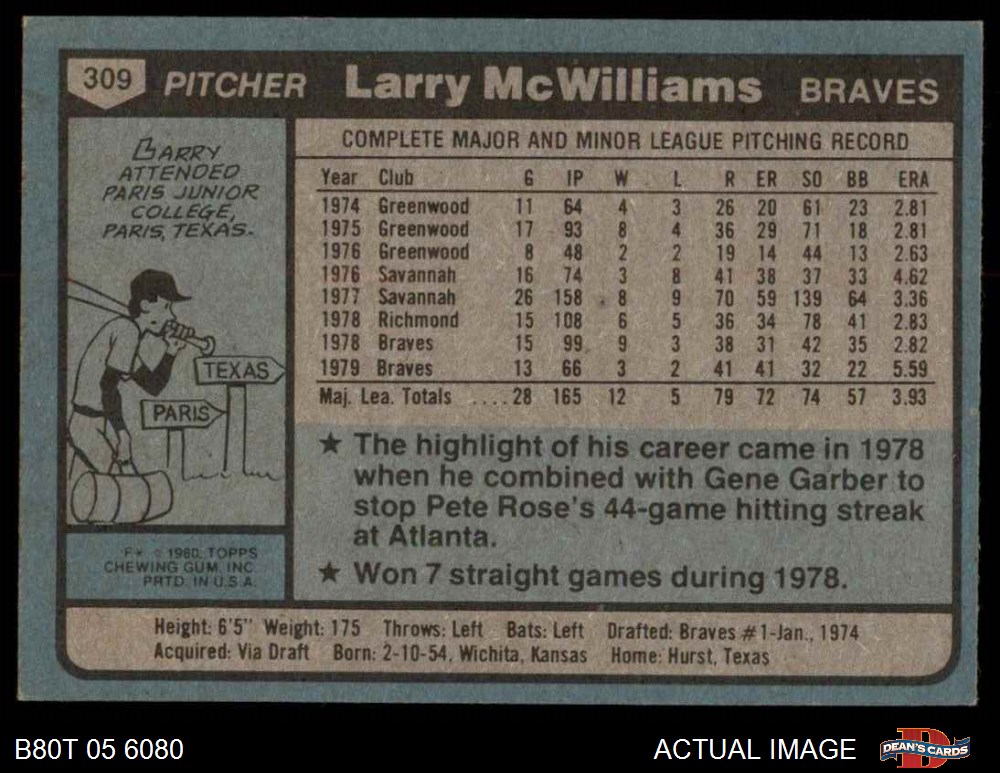 309 PITCHER Larry McWilliams BRAVES
BARRY
ATTENDED
PARIS JUNIOR
COLLEGE,
PARIS, TEXAS.
TEXAS
PARIS
F* © 1980 TOPPS
CHEWING GUM, INC.
PRTD. IN U.S.A.
COMPLETE MAJOR AND MINOR LEAGUE PITCHING RECORD
Year Club G IP W L R ER SO BB ERA
1974 Greenwood 11 64 4 3 26 20 61 23 2.81
1975 Greenwood 17 93 8 4 36 29 71 18 2.81
1976 Greenwood 8 48 2 2 19 14 44 13 2.63
1976 Savannah 16 74 3 8 41 38 37 33 4.62
1977 Savannah 26 158 8 9 70 59 139 64 3.36
1978 Richmond 15 108 6 5 36 34 78 41 2.83
1978 Braves 15 99 9 3 38 31 42 35 2.82
1979 Braves 13 66 3 2 41 41 32 22 5.59
Maj. Lea. Totals ....28 165 12 5 79 72 74 57 3.93
★ The highlight of his career came in 1978
when he combined with Gene Garber to
stop Pete Rose's 44-game hitting streak
at Atlanta.
★ Won 7 straight games during 1978.
Height: 6'5" Weight: 175 Throws: Left Bats: Left Drafted: Braves #1-Jan., 1974
Acquired: Via Draft Born: 2-10-54, Wichita, Kansas Home: Hurst, Texas
B80T 05 6080 ACTUAL IMAGE DEAN'S CARDS